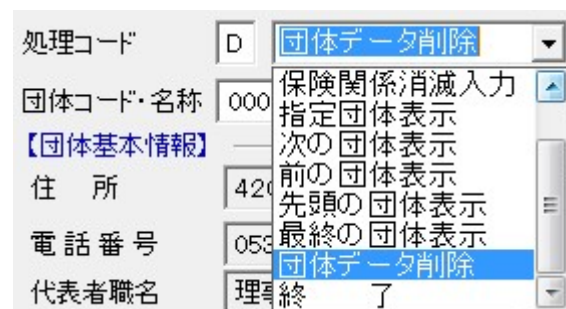 処理コード D 団体データ削除
保険関係消滅入力
団体コード・名称 000
指定団体表示
次の団体表示
【団体基本情報】
前の団体表示
住　所 420
先頭の団体表示
最終の団体表示
電話番号 053
団体データ削除
代表者職名 理事
終　　了